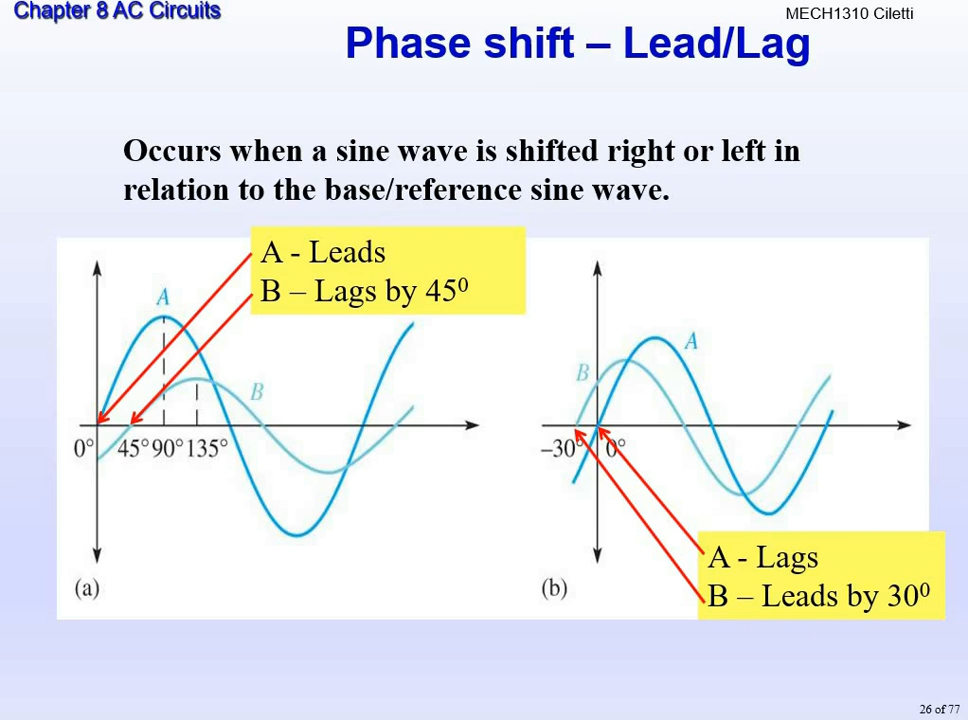 Chapter 8 AC Circuits
MECH1310 Ciletti
Phase shift – Lead/Lag
Occurs when a sine wave is shifted right or left in
relation to the base/reference sine wave.
A - Leads
B – Lags by 45⁰
A
B
0° 45° 90° 135°
(a)
B
A
–30° 0°
(b)
A - Lags
B – Leads by 30⁰
26 of 77